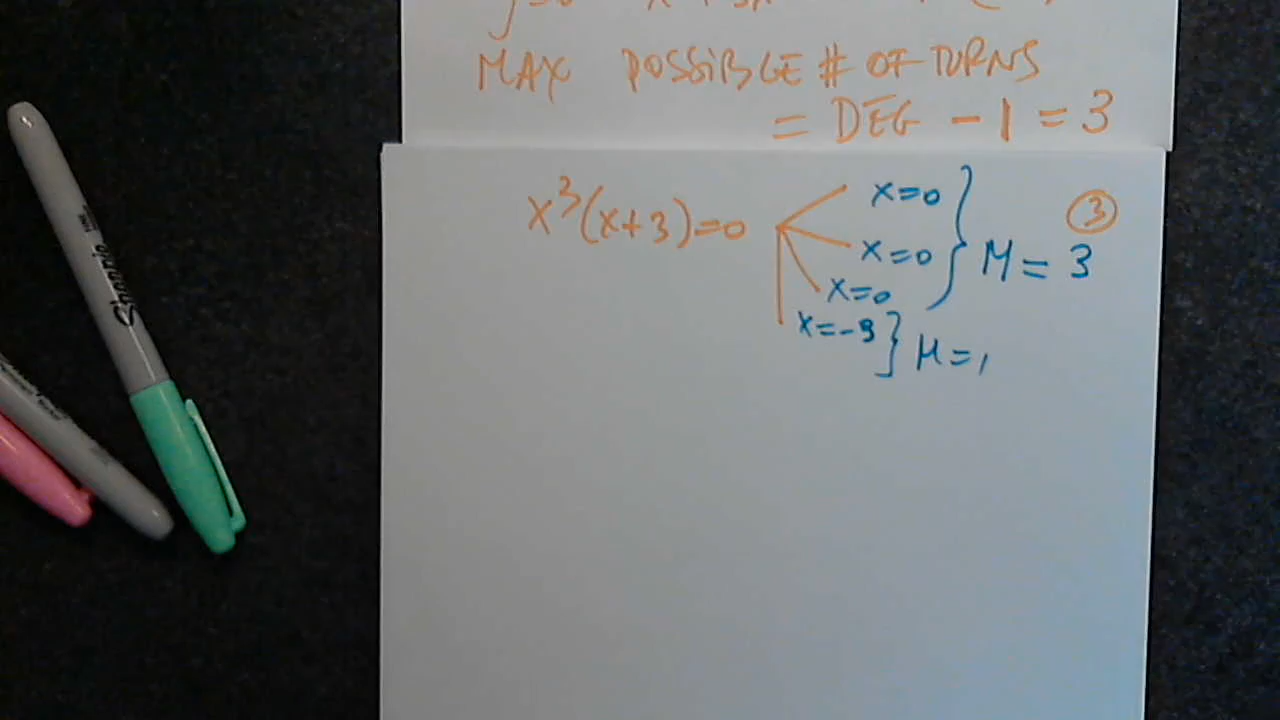 MAX POSSIBLE # OF TURNS
= DEG - 1 = 3
x³(x+3)=0
x=0
x=0
x=0
} M = 3
x=-3 } M=1
③
Sharpie